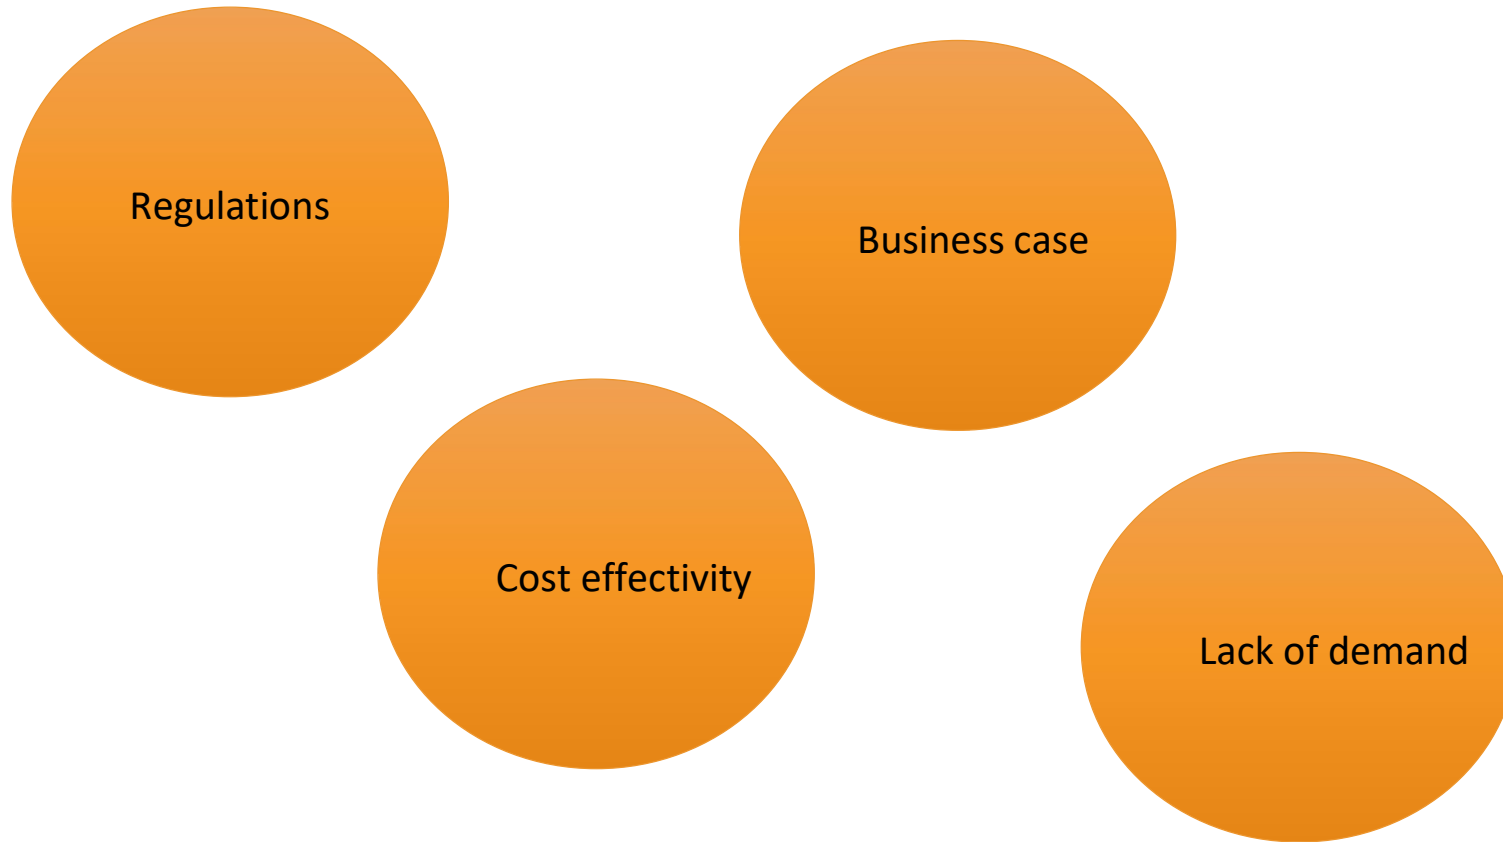 Regulations
Business case
Cost effectivity
Lack of demand